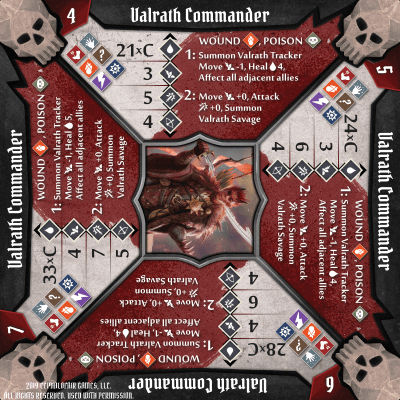 4
Valrath Commander
21xC
3
5
4
WOUND, POISON
1: Summon Valrath Tracker
Move -1, Heal 4,
Affect all adjacent allies
2: Move +0, Attack
+0, Summon
Valrath Savage
5
Valrath Commander
24xC
3
6
4
WOUND, POISON
1: Summon Valrath Tracker
Move -1, Heal 4,
Affect all adjacent allies
2: Move +0, Attack
+0, Summon
Valrath Savage
6
Valrath Commander
28xC
4
6
4
WOUND, POISON
1: Summon Valrath Tracker
Move -1, Heal 4,
Affect all adjacent allies
2: Move +0, Attack
+0, Summon
Valrath Savage
7
Valrath Commander
33xC
4
7
5
WOUND, POISON
1: Summon Valrath Tracker
Move -1, Heal 5,
Affect all adjacent allies
2: Move +0, Attack
+0, Summon
Valrath Savage
2019 CEPHALOFAIR GAMES, LLC.
ALL RIGHTS RESERVED. USED WITH PERMISSION.